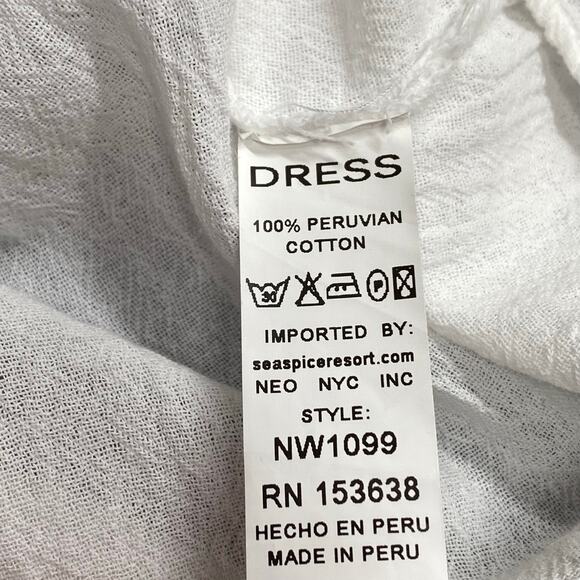 DRESS
100% PERUVIAN
COTTON
30 P
IMPORTED BY:
seaspiceresort.com
NEO NYC INC
STYLE:
NW1099
RN 153638
HECHO EN PERU
MADE IN PERU